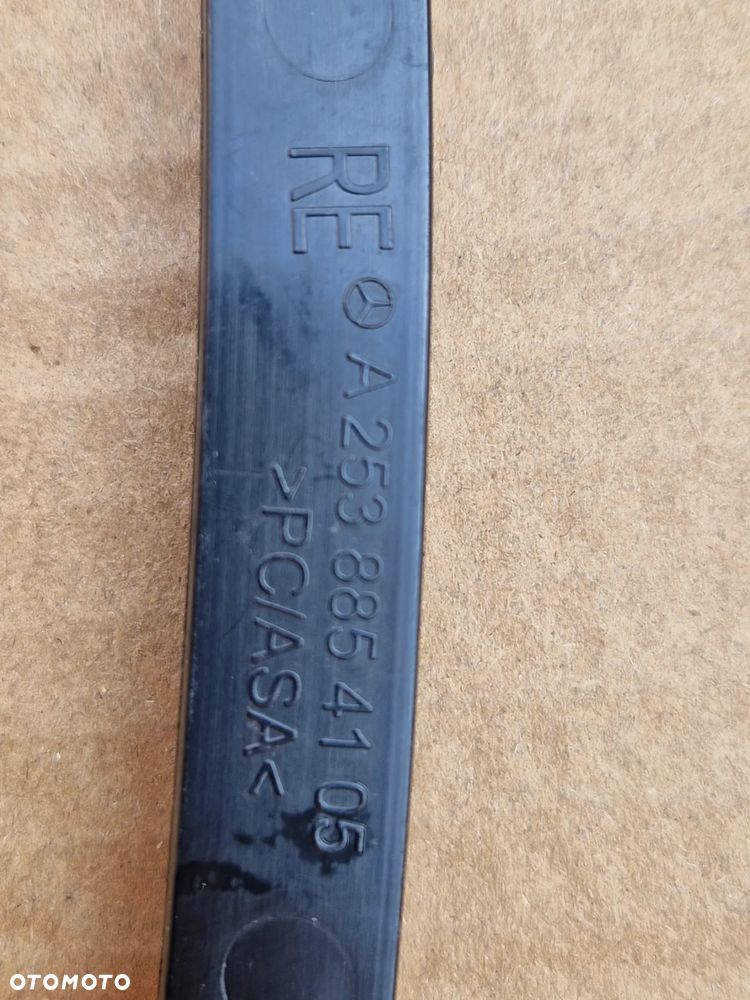 RE
A 253 885 41 05
>PC/ASA<
OTOMOTO